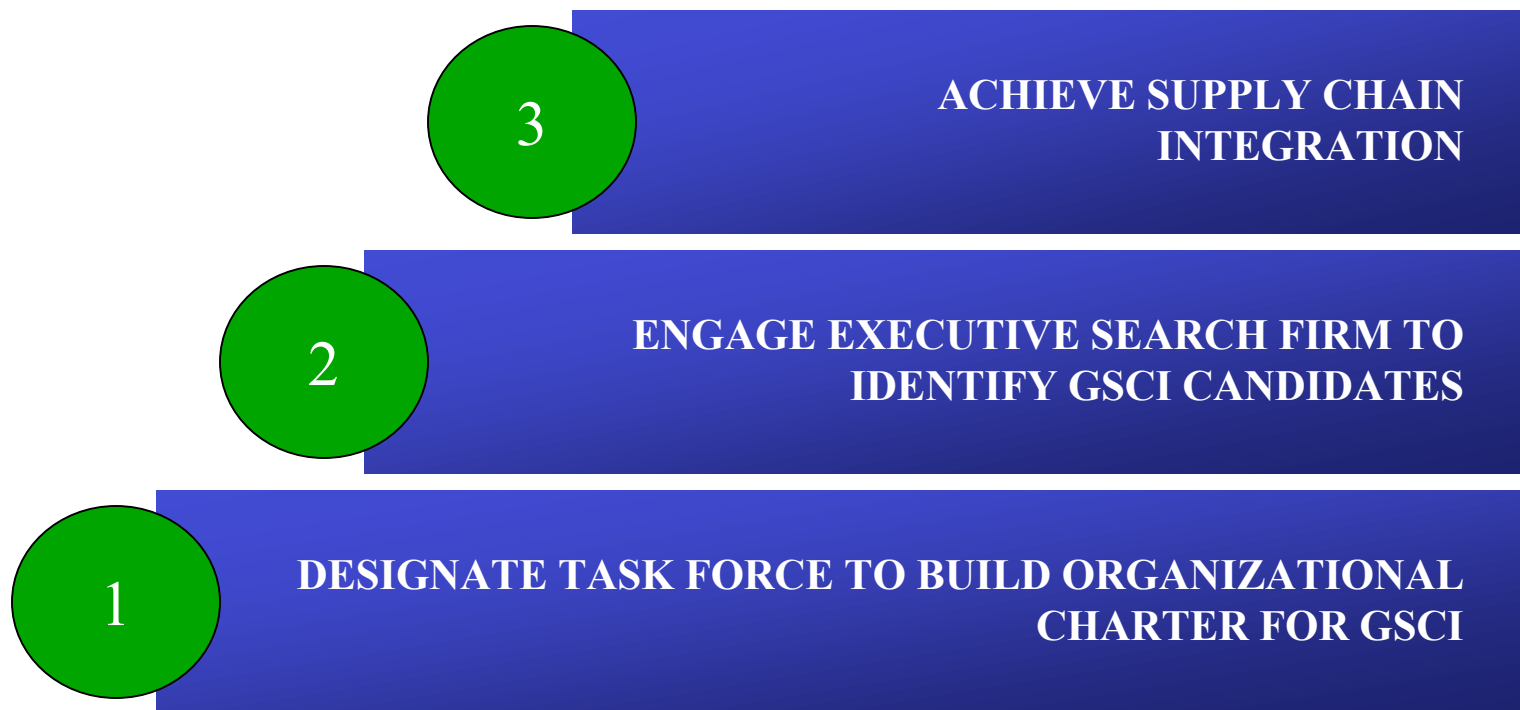 3
ACHIEVE SUPPLY CHAIN
INTEGRATION
2
ENGAGE EXECUTIVE SEARCH FIRM TO
IDENTIFY GSCI CANDIDATES
1
DESIGNATE TASK FORCE TO BUILD ORGANIZATIONAL
CHARTER FOR GSCI